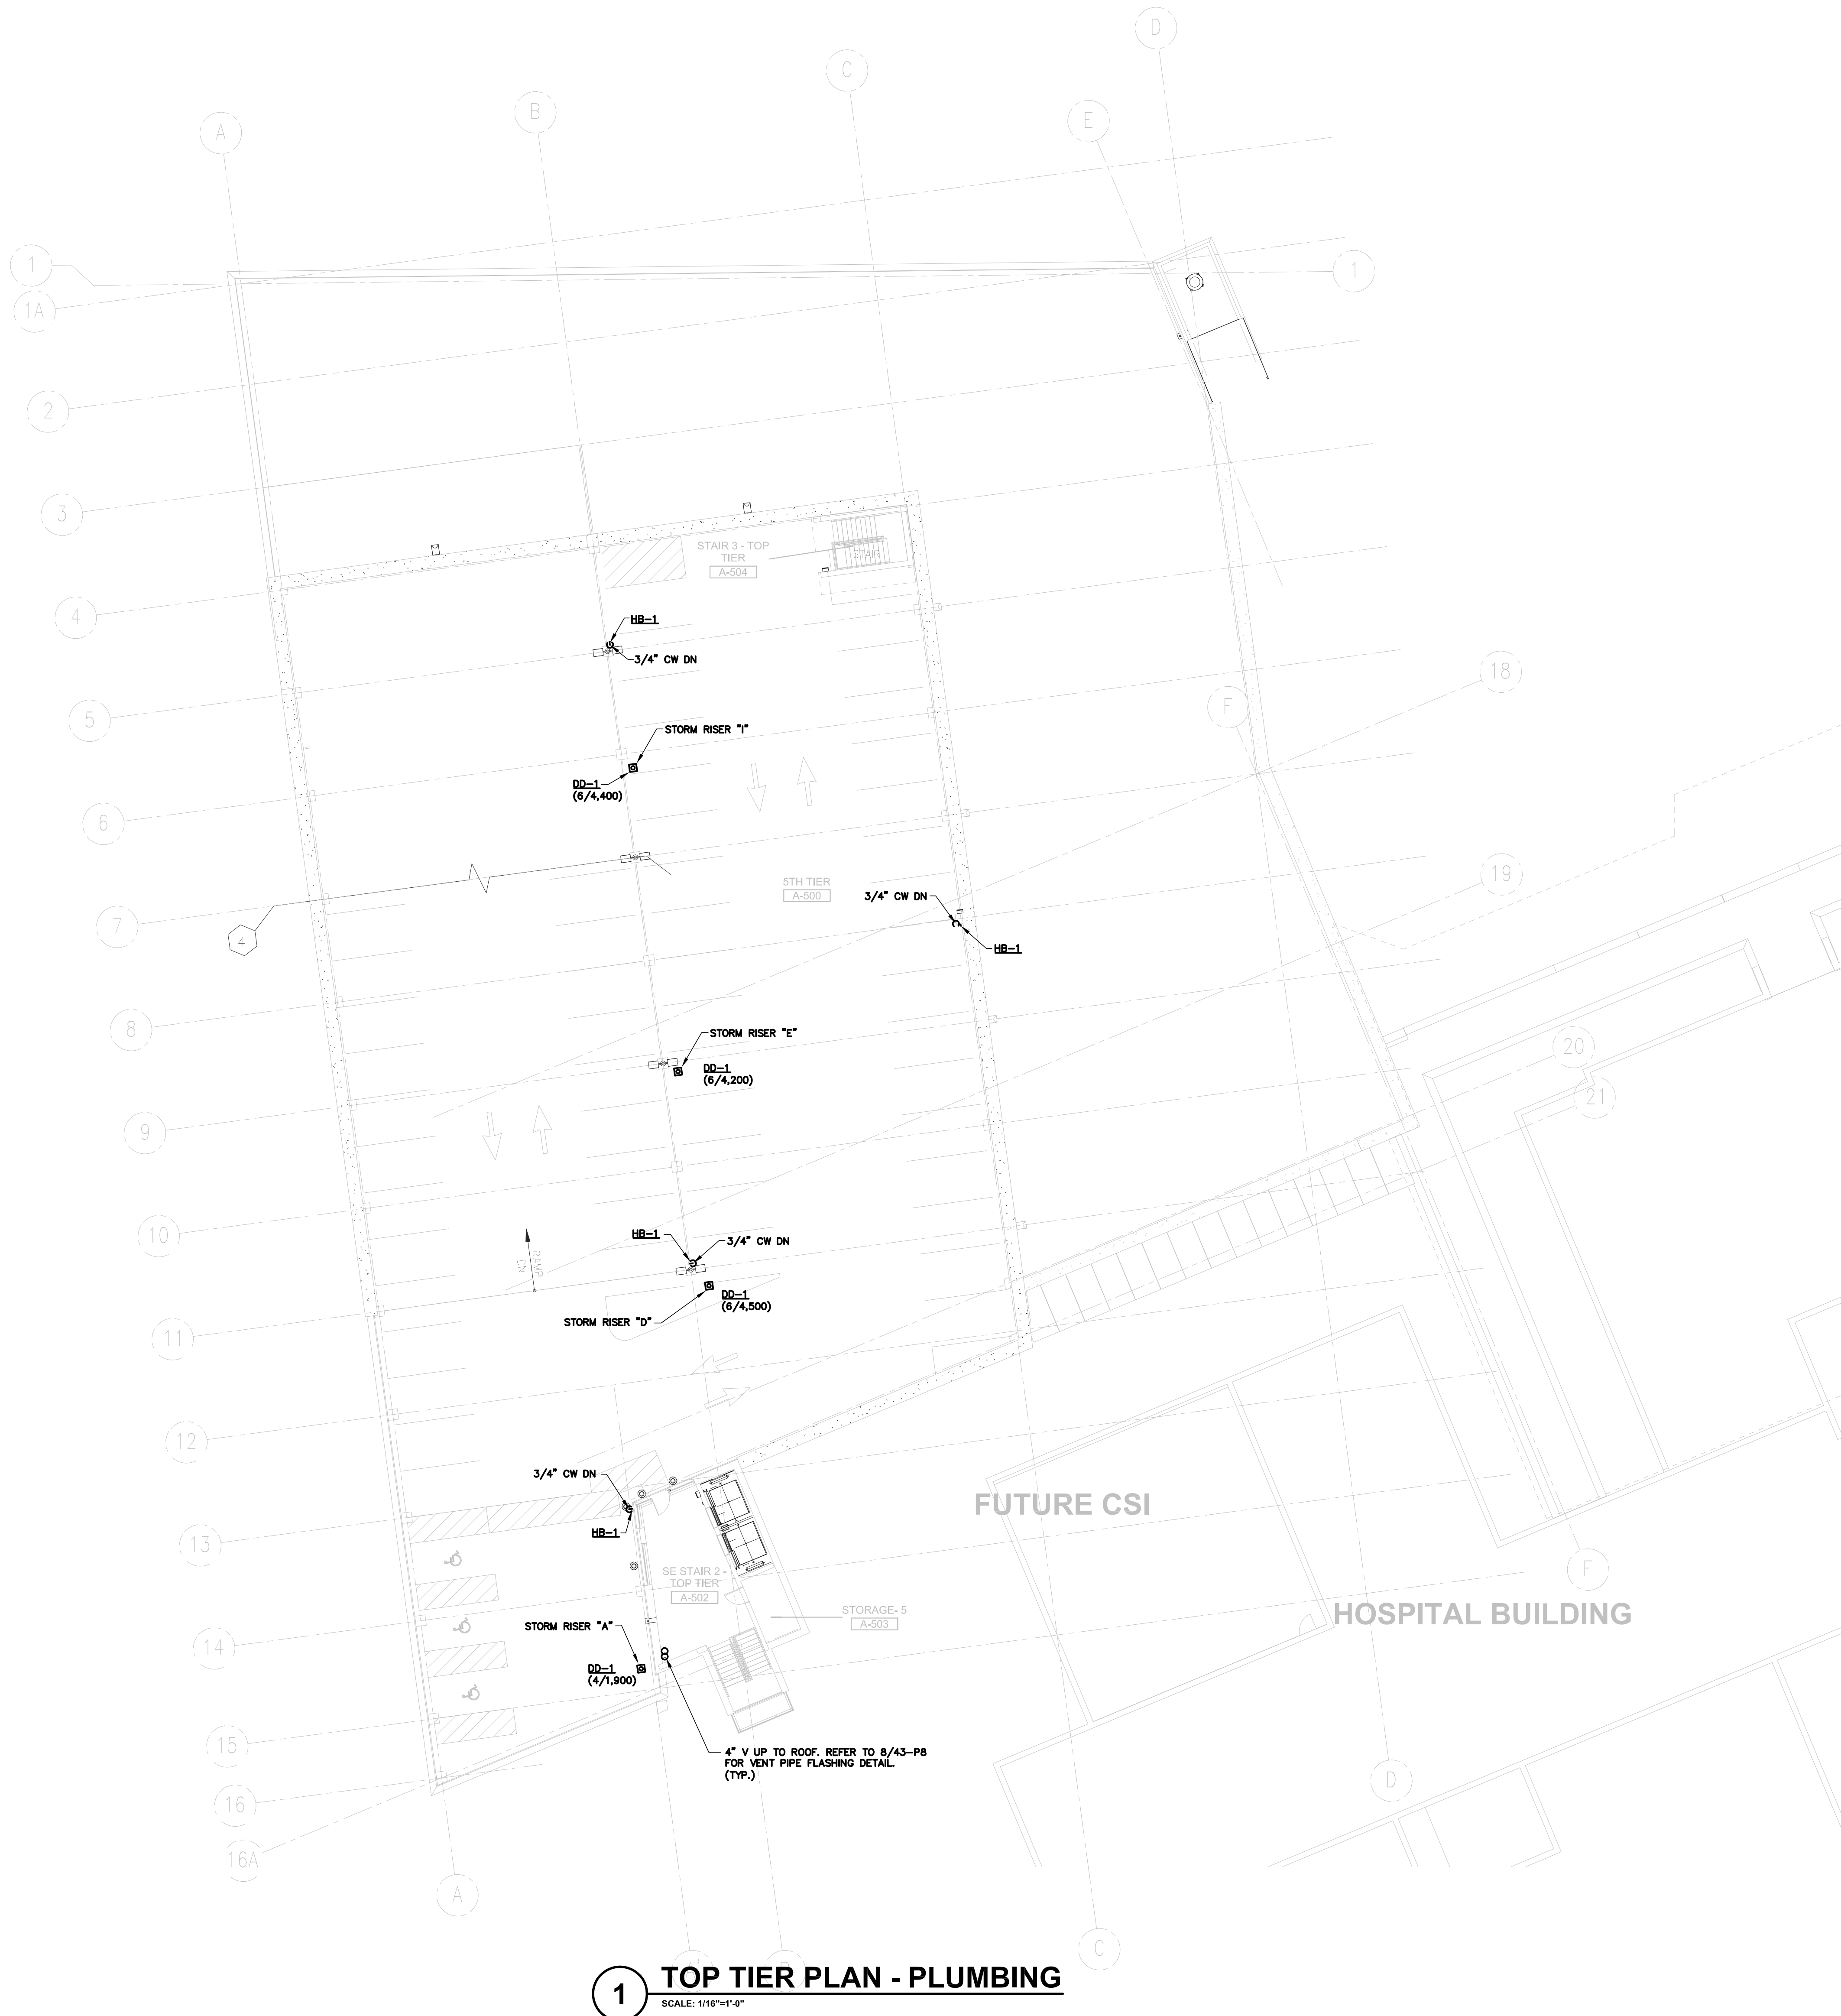 D
C
B
E
A
1
1
1A
2
3
STAIR 3 - TOP
TIER
A-504
STAIR
4
HB-1
3/4" CW DN
18
5
F
STORM RISER "I"
DD-1
(6/4,400)
6
5TH TIER
A-500
19
3/4" CW DN
HB-1
7
4
8
STORM RISER "E"
DD-1
(6/4,200)
20
21
9
10
HB-1
3/4" CW DN
RAMP
DN
DD-1
(6/4,500)
STORM RISER "D"
11
12
3/4" CW DN
HB-1
FUTURE CSI
13
SE STAIR 2 -
TOP TIER
A-502
STORAGE- 5
A-503
F
HOSPITAL BUILDING
STORM RISER "A"
DD-1
(4/1,900)
14
15
4" V UP TO ROOF. REFER TO 8/43-P8
FOR VENT PIPE FLASHING DETAIL.
(TYP.)
D
16
16A
A
C
1
TOP TIER PLAN - PLUMBING
SCALE: 1/16"=1'-0"